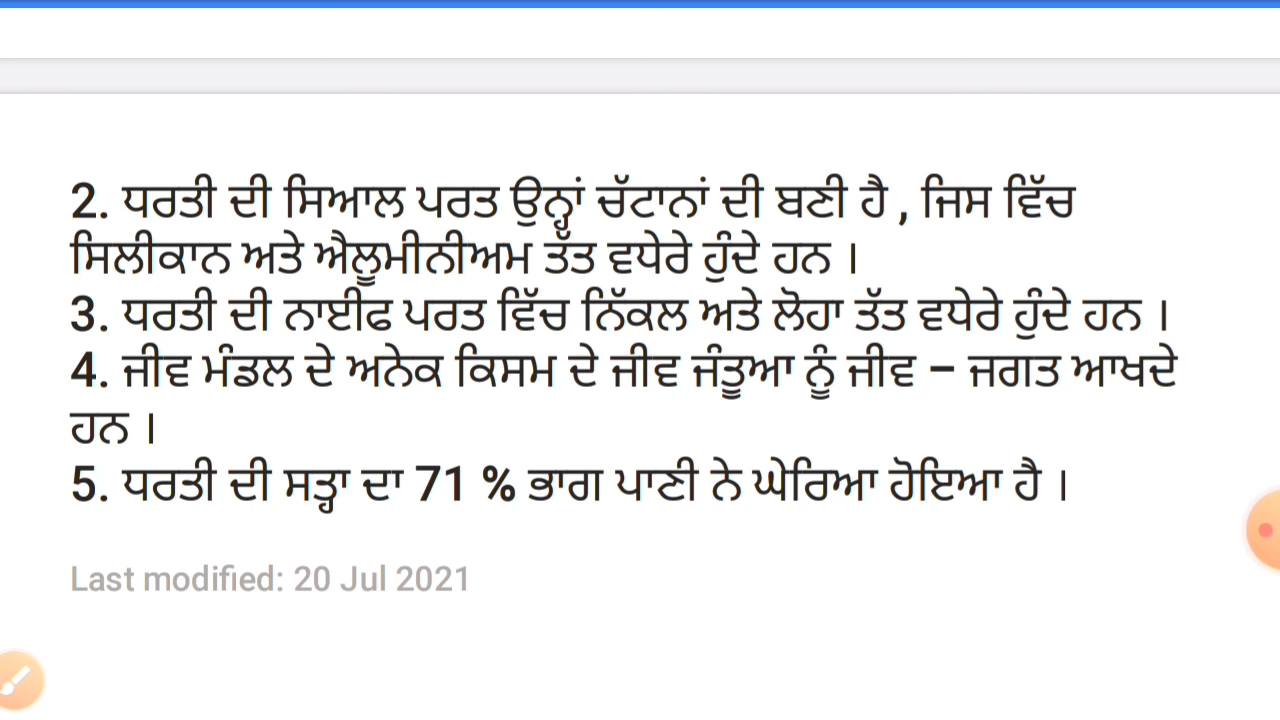 2. ਧਰਤੀ ਦੀ ਸਿਆਲ ਪਰਤ ਉਨ੍ਹਾਂ ਚੱਟਾਨਾਂ ਦੀ ਬਣੀ ਹੈ , ਜਿਸ ਵਿੱਚ
ਸਿਲੀਕਾਨ ਅਤੇ ਐਲੂਮੀਨੀਅਮ ਤੱਤ ਵਧੇਰੇ ਹੁੰਦੇ ਹਨ ।
3. ਧਰਤੀ ਦੀ ਨਾਈਫ ਪਰਤ ਵਿੱਚ ਨਿੱਕਲ ਅਤੇ ਲੋਹਾ ਤੱਤ ਵਧੇਰੇ ਹੁੰਦੇ ਹਨ ।
4. ਜੀਵ ਮੰਡਲ ਦੇ ਅਨੇਕ ਕਿਸਮ ਦੇ ਜੀਵ ਜੰਤੂਆ ਨੂੰ ਜੀਵ – ਜਗਤ ਆਖਦੇ
ਹਨ ।
5. ਧਰਤੀ ਦੀ ਸਤ੍ਹਾ ਦਾ 71 % ਭਾਗ ਪਾਣੀ ਨੇ ਘੇਰਿਆ ਹੋਇਆ ਹੈ ।
Last modified: 20 Jul 2021